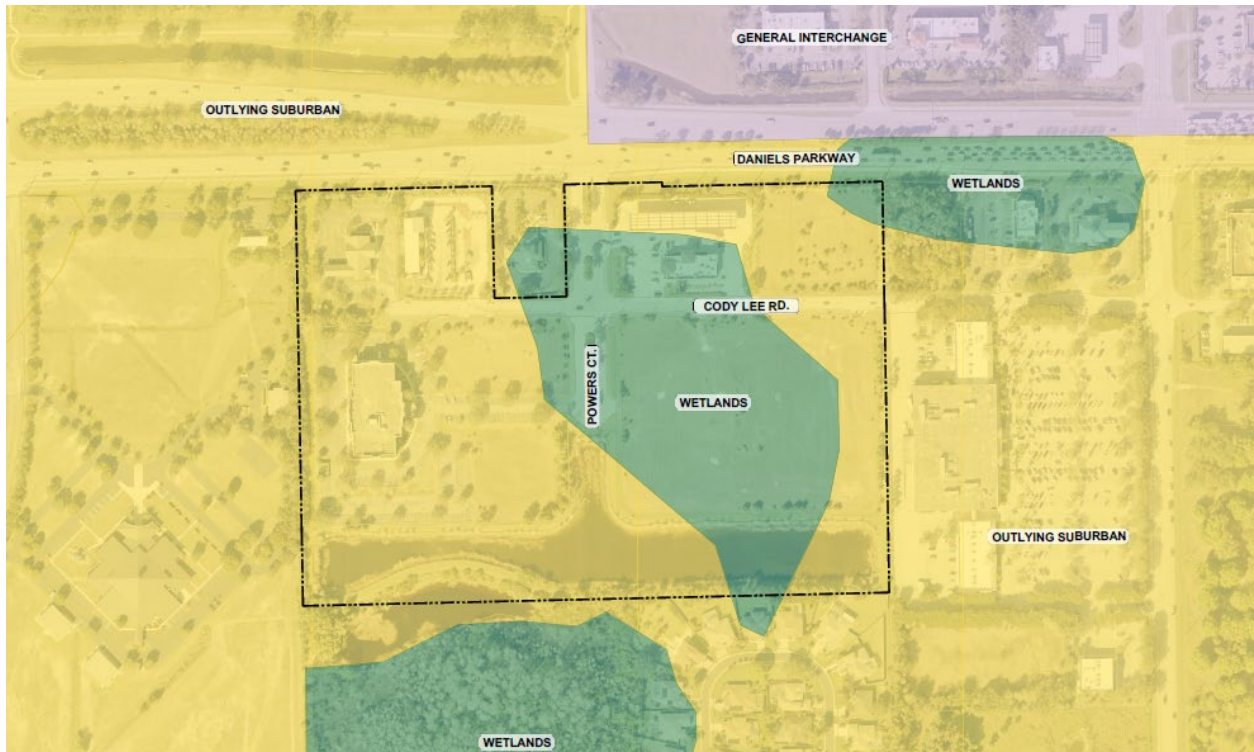 GENERAL INTERCHANGE
OUTLYING SUBURBAN
DANIELS PARKWAY
WETLANDS
CODY LEE RD.
POWERS CT.
WETLANDS
OUTLYING SUBURBAN
WETLANDS